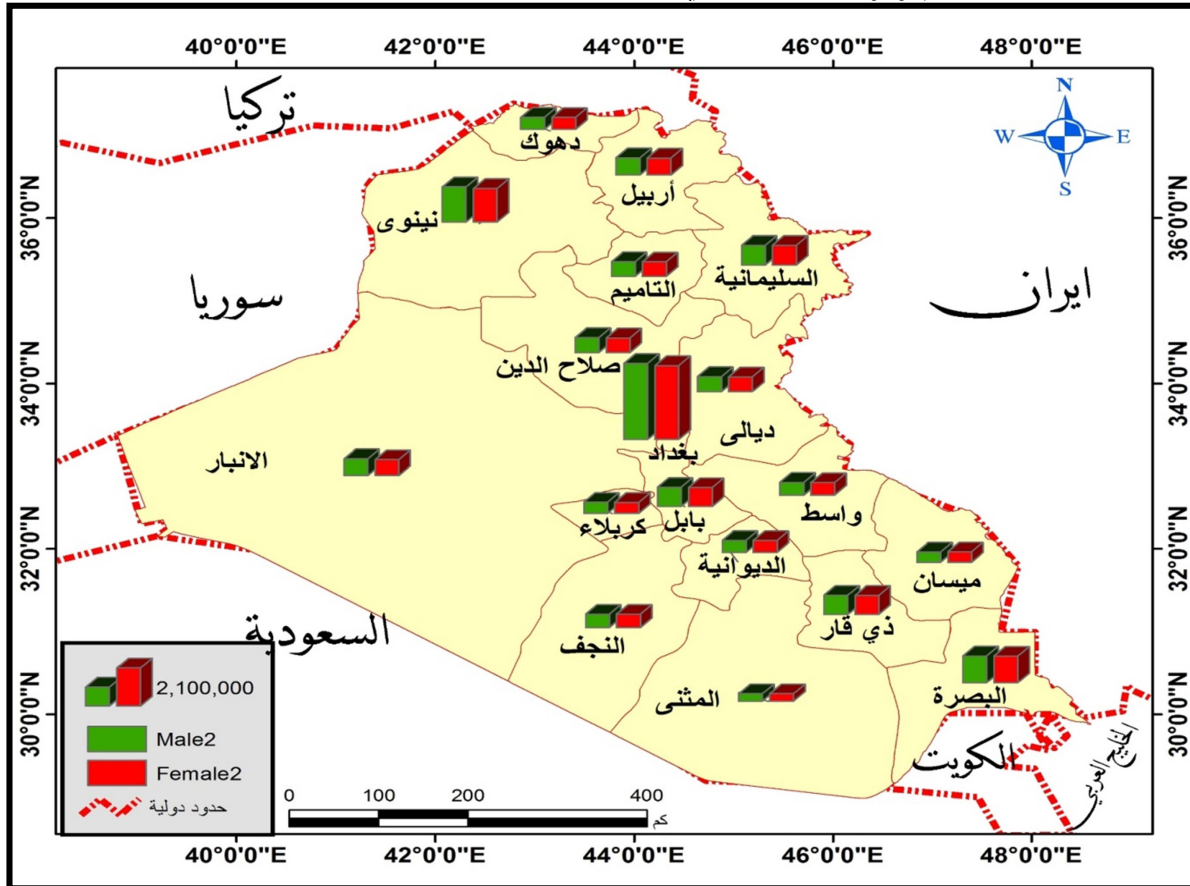 40°0'0"E 42°0'0"E 44°0'0"E 46°0'0"E 48°0'0"E
تركيا
N
W E
S
دهوك
أربيل
36°0'0"N
نينوى
36°0'0"N
السليمانية
التاميم
سوريا
ايران
صلاح الدين
34°0'0"N
34°0'0"N
ديالى
بغداد
الانبار
واسط
بابل
كربلاء
32°0'0"N
الديوانية
32°0'0"N
ميسان
ذي قار
النجف
السعودية
البصرة
المثنى
30°0'0"N
30°0'0"N
الكويت
الخليج العربي
2,100,000
Male2
Female2
حدود دولية
0 100 200 400
كم
40°0'0"E 42°0'0"E 44°0'0"E 46°0'0"E 48°0'0"E